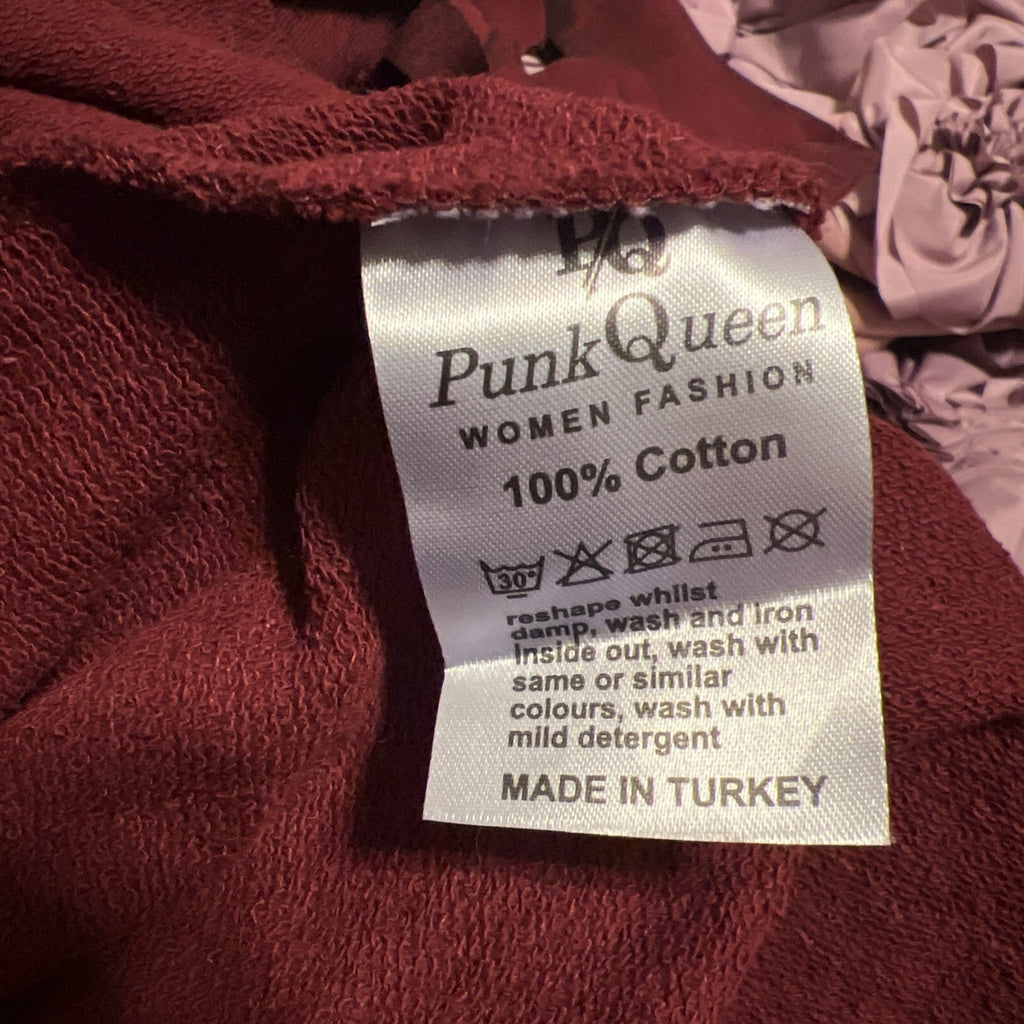 P/Q
PunkQueen
WOMEN FASHION
100% Cotton
30°
reshape whilst
damp, wash and iron
Inside out, wash with
same or similar
colours, wash with
mild detergent
MADE IN TURKEY